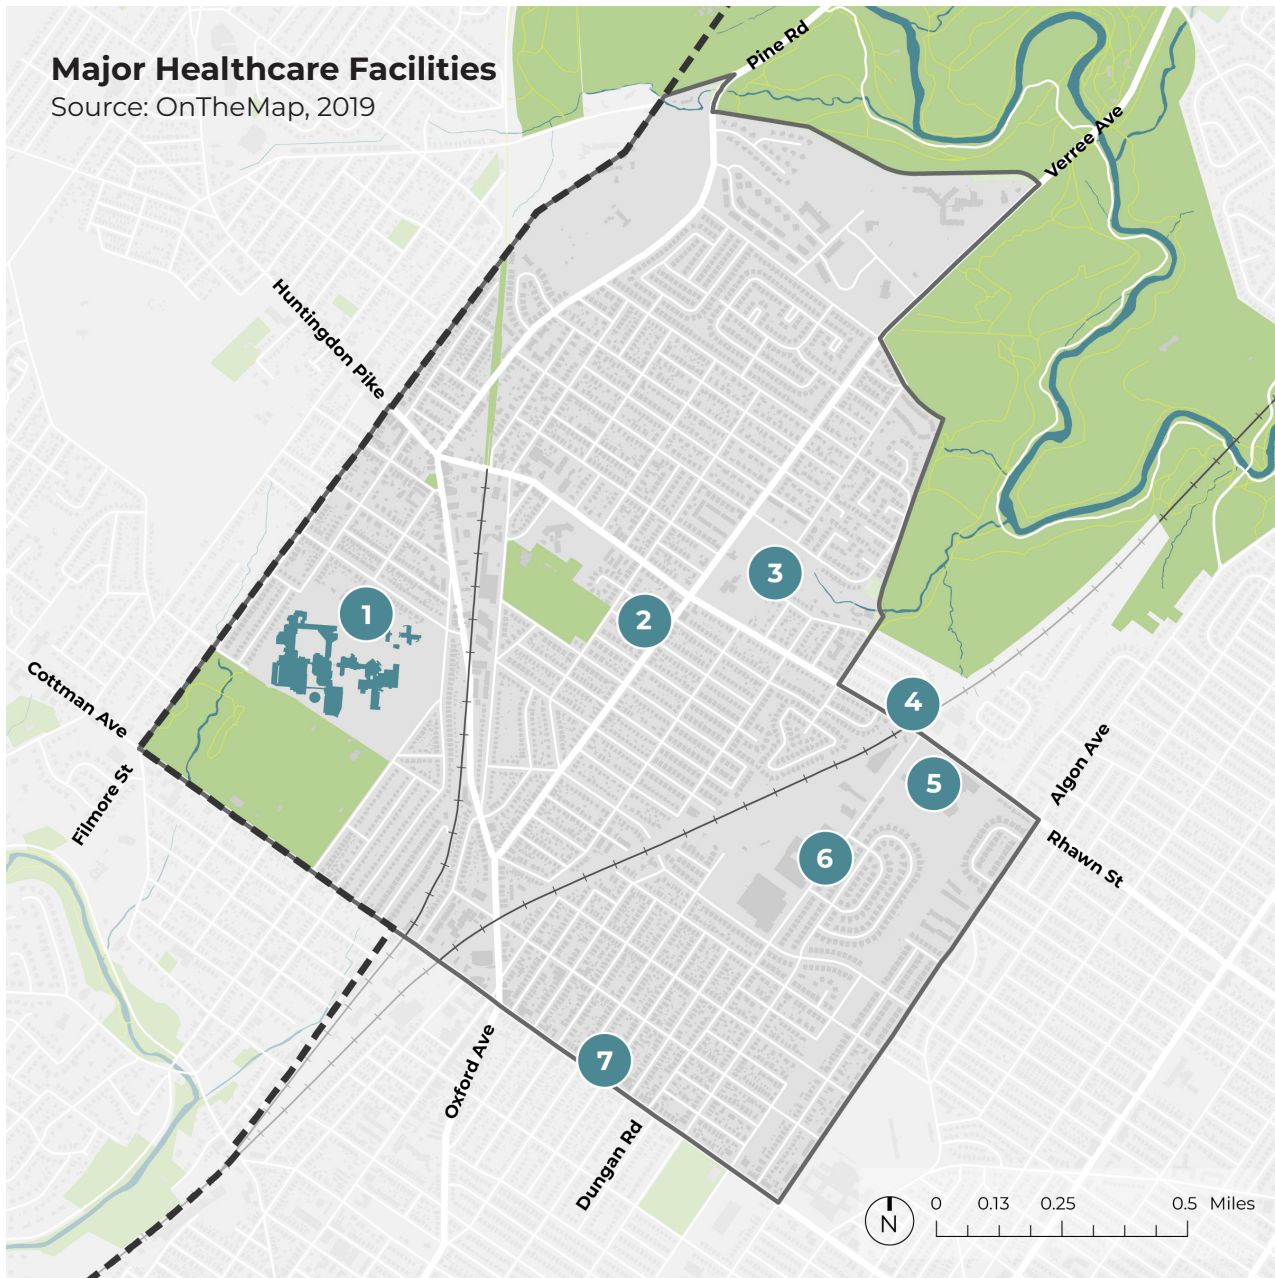 Major Healthcare Facilities
Source: OnTheMap, 2019
Pine Rd
Verree Ave
Huntingdon Pike
3
1
2
Cottman Ave
4
Filmore St
5
Algon Ave
6
Rhawn St
Oxford Ave
7
Dungan Rd
0 0.13 0.25 0.5 Miles
N